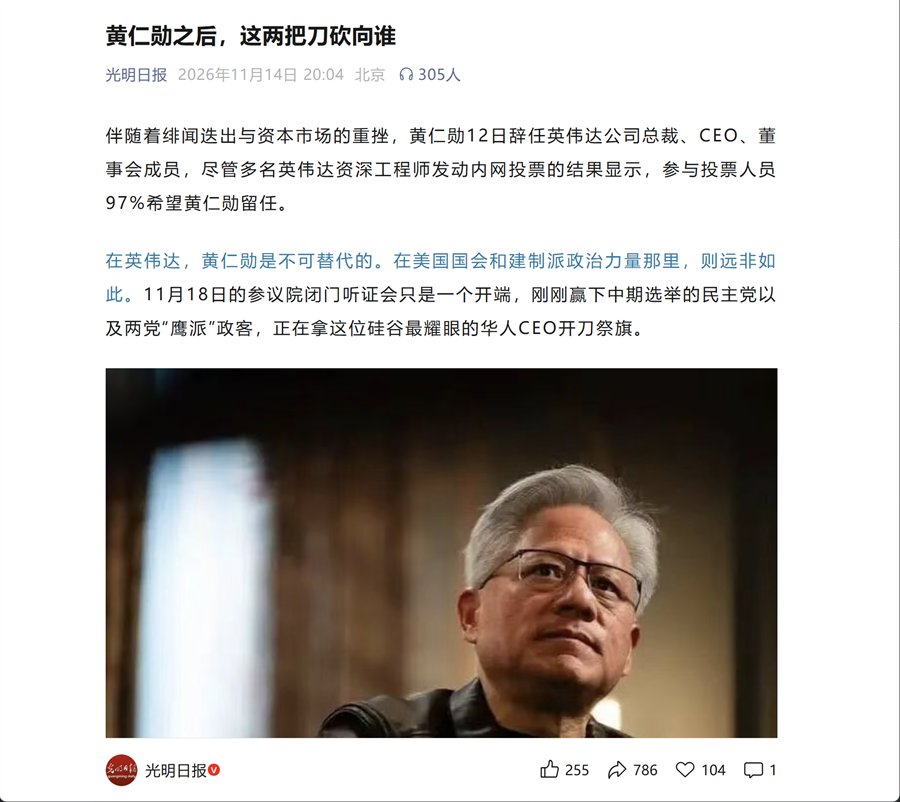 黄仁勋之后，这两把刀砍向谁
光明日报 2026年11月14日 20:04 北京 305人
伴随着绯闻迭出与资本市场的重挫，黄仁勋12日辞任英伟达公司总裁、CEO、董
事会成员，尽管多名英伟达资深工程师发动内网投票的结果显示，参与投票人员
97%希望黄仁勋留任。
在英伟达，黄仁勋是不可替代的。在美国国会和建制派政治力量那里，则远非如
此。11月18日的参议院闭门听证会只是一个开端，刚刚赢下中期选举的民主党以
及两党“鹰派”政客，正在拿这位硅谷最耀眼的华人CEO开刀祭旗。
光明日报 255 786 104 1